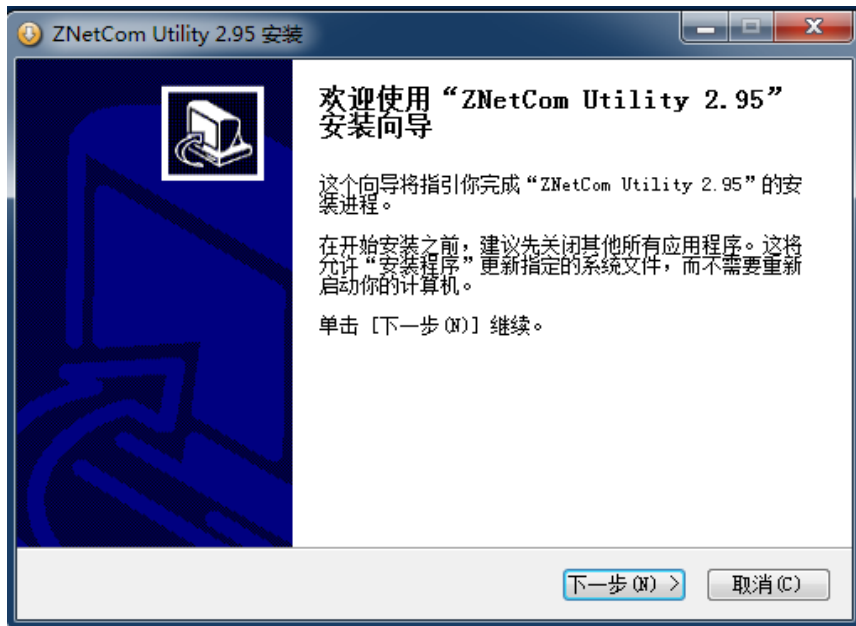 ZNetCom Utility 2.95 安装
欢迎使用“ZNetCom Utility 2.95”
安装向导
这个向导将指引你完成“ZNetCom Utility 2.95”的安
装进程。
在开始安装之前，建议先关闭其他所有应用程序。这将
允许“安装程序”更新指定的系统文件，而不需要重新
启动你的计算机。
单击 [下一步(N)] 继续。
下一步(N) >
取消(C)